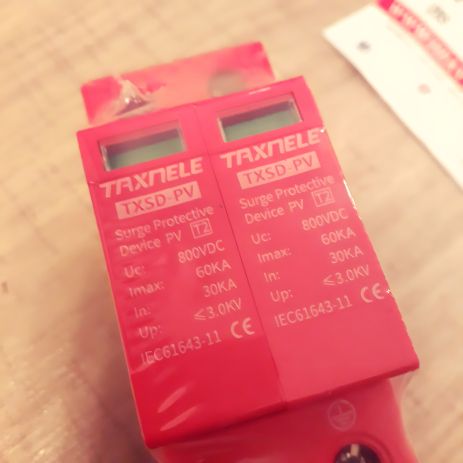 TAXNELE
TXSD-PV
Surge Protective
Device PV T2
Uc: 800VDC
Imax: 60KA
In: 30KA
Up: ≤3.0KV
IEC61643-11 CE
TAXNELE
TXSD-PV
Surge Protective
Device PV T2
Uc: 800VDC
Imax: 60KA
In: 30KA
Up: ≤3.0KV
IEC61643-11 CE